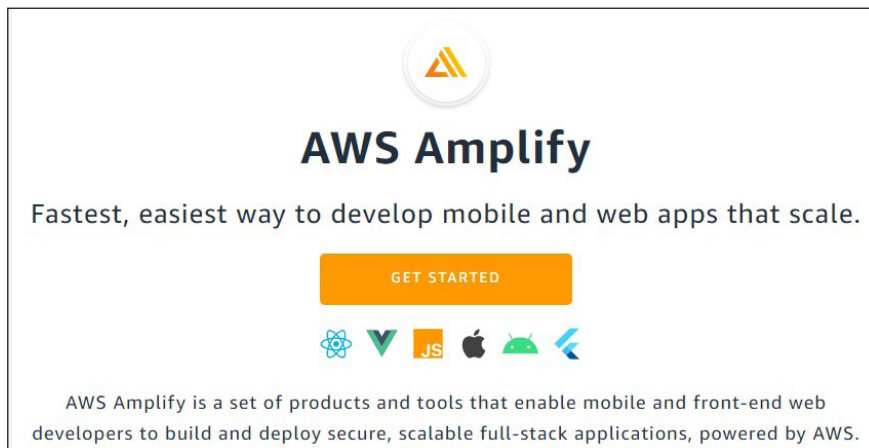 AWS Amplify
Fastest, easiest way to develop mobile and web apps that scale.
GET STARTED
JS
AWS Amplify is a set of products and tools that enable mobile and front-end web
developers to build and deploy secure, scalable full-stack applications, powered by AWS.